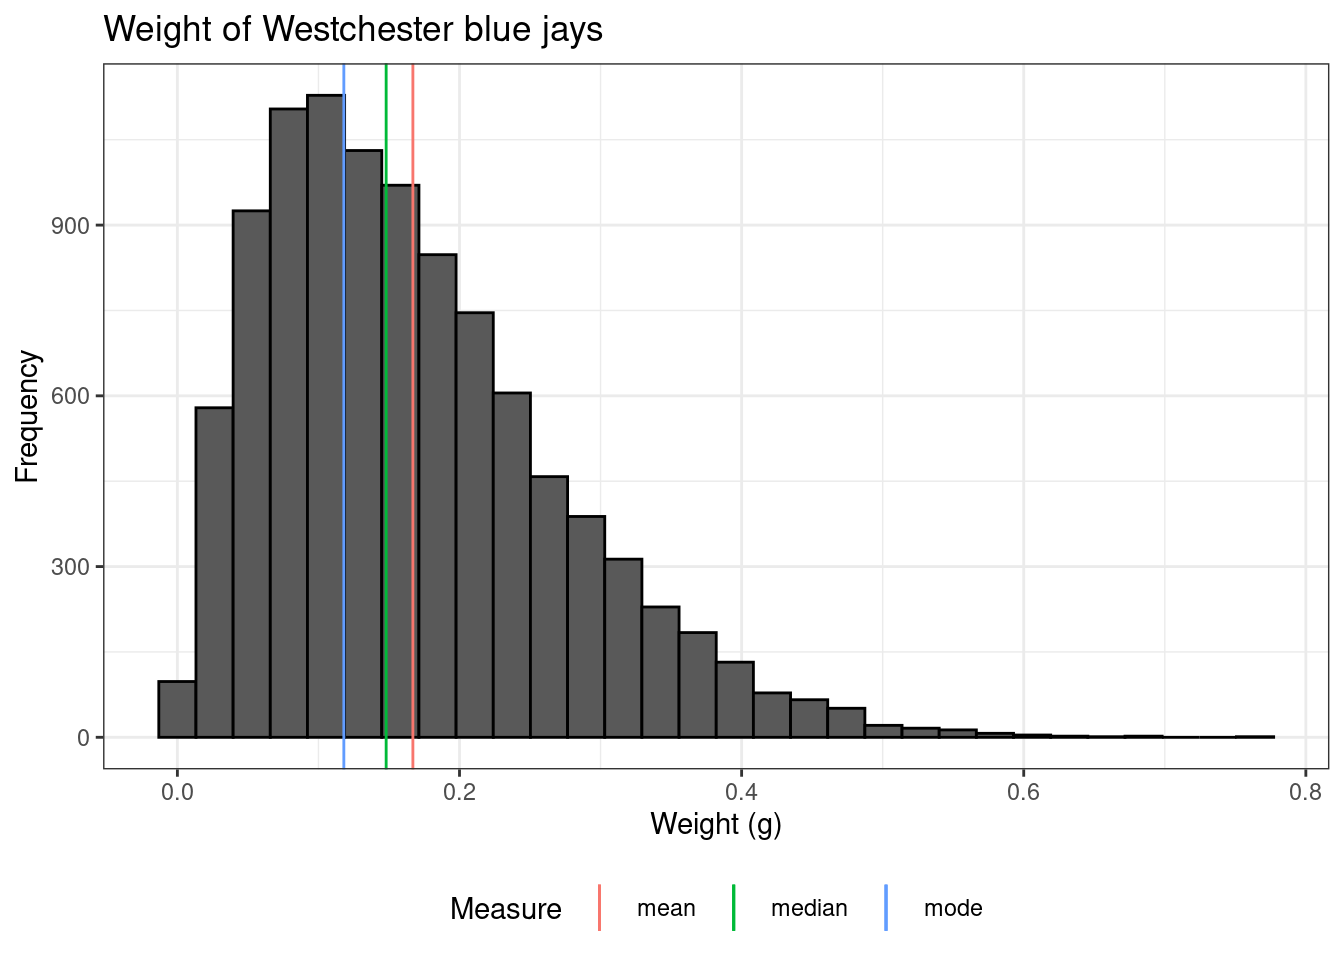 Weight of Westchester blue jays
Frequency
900
600
300
0
0.0 0.2 0.4 0.6 0.8
Weight (g)
Measure mean median mode